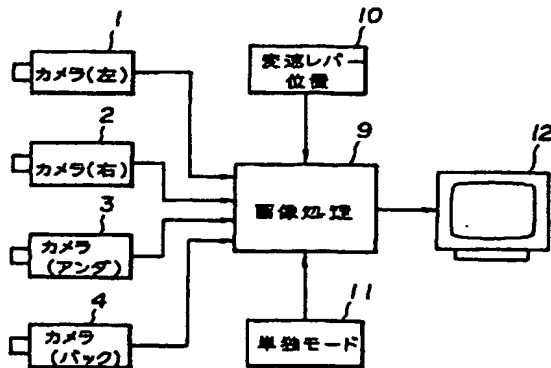 1
カメラ(左)
2
カメラ(右)
3
カメラ
(アンダ)
4
カメラ
(バック)
10
変速レバー
位置
9
画像処理
11
単独モード
12